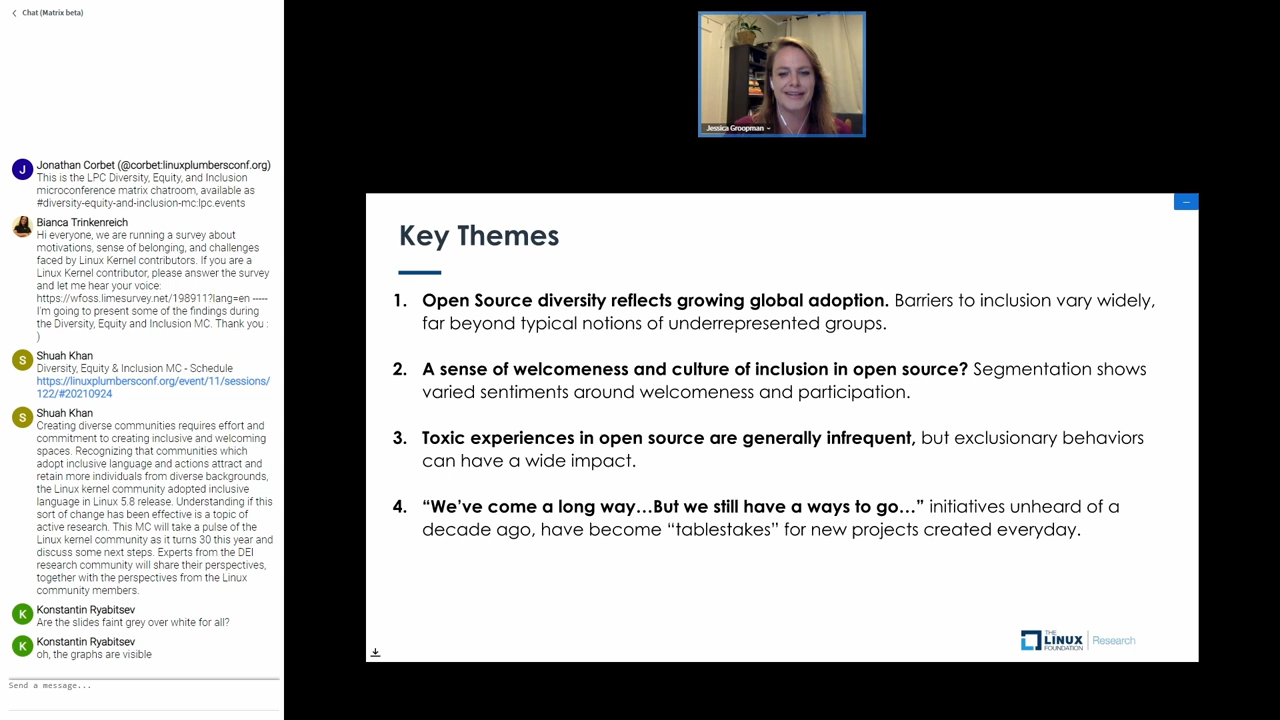 Chat (Matrix beta)
J
Jonathan Corbet (@corbet:linuxplumbersconf.org)
This is the LPC Diversity, Equity, and Inclusion
microconference matrix chatroom, available as
#diversity-equity-and-inclusion-mc:lpc.events
Bianca Trinkenreich
Hi everyone, we are running a survey about
motivations, sense of belonging, and challenges
faced by Linux Kernel contributors. If you are a
Linux Kernel contributor, please answer the survey
and let me hear your voice:
https://wfoss.limesurvey.net/198911?lang=en -----
I'm going to present some of the findings during
the Diversity, Equity and Inclusion MC. Thank you :
)
S
Shuah Khan
Diversity, Equity & Inclusion MC - Schedule
https://linuxplumbersconf.org/event/11/sessions/
122/#20210924
S
Shuah Khan
Creating diverse communities requires effort and
commitment to creating inclusive and welcoming
spaces. Recognizing that communities which
adopt inclusive language and actions attract and
retain more individuals from diverse backgrounds,
the Linux kernel community adopted inclusive
language in Linux 5.8 release. Understanding if this
sort of change has been effective is a topic of
active research. This MC will take a pulse of the
Linux kernel community as it turns 30 this year and
discuss some next steps. Experts from the DEI
research community will share their perspectives,
together with the perspectives from the Linux
community members.
K
Konstantin Ryabitsev
Are the slides faint grey over white for all?
K
Konstantin Ryabitsev
oh, the graphs are visible
Send a message...
Jessica Groopman
Key Themes
1. Open Source diversity reflects growing global adoption. Barriers to inclusion vary widely,
far beyond typical notions of underrepresented groups.
2. A sense of welcomeness and culture of inclusion in open source? Segmentation shows
varied sentiments around welcomeness and participation.
3. Toxic experiences in open source are generally infrequent, but exclusionary behaviors
can have a wide impact.
4. “We’ve come a long way…But we still have a ways to go…” initiatives unheard of a
decade ago, have become “tablestakes” for new projects created everyday.
THE
LINUX
FOUNDATION
Research